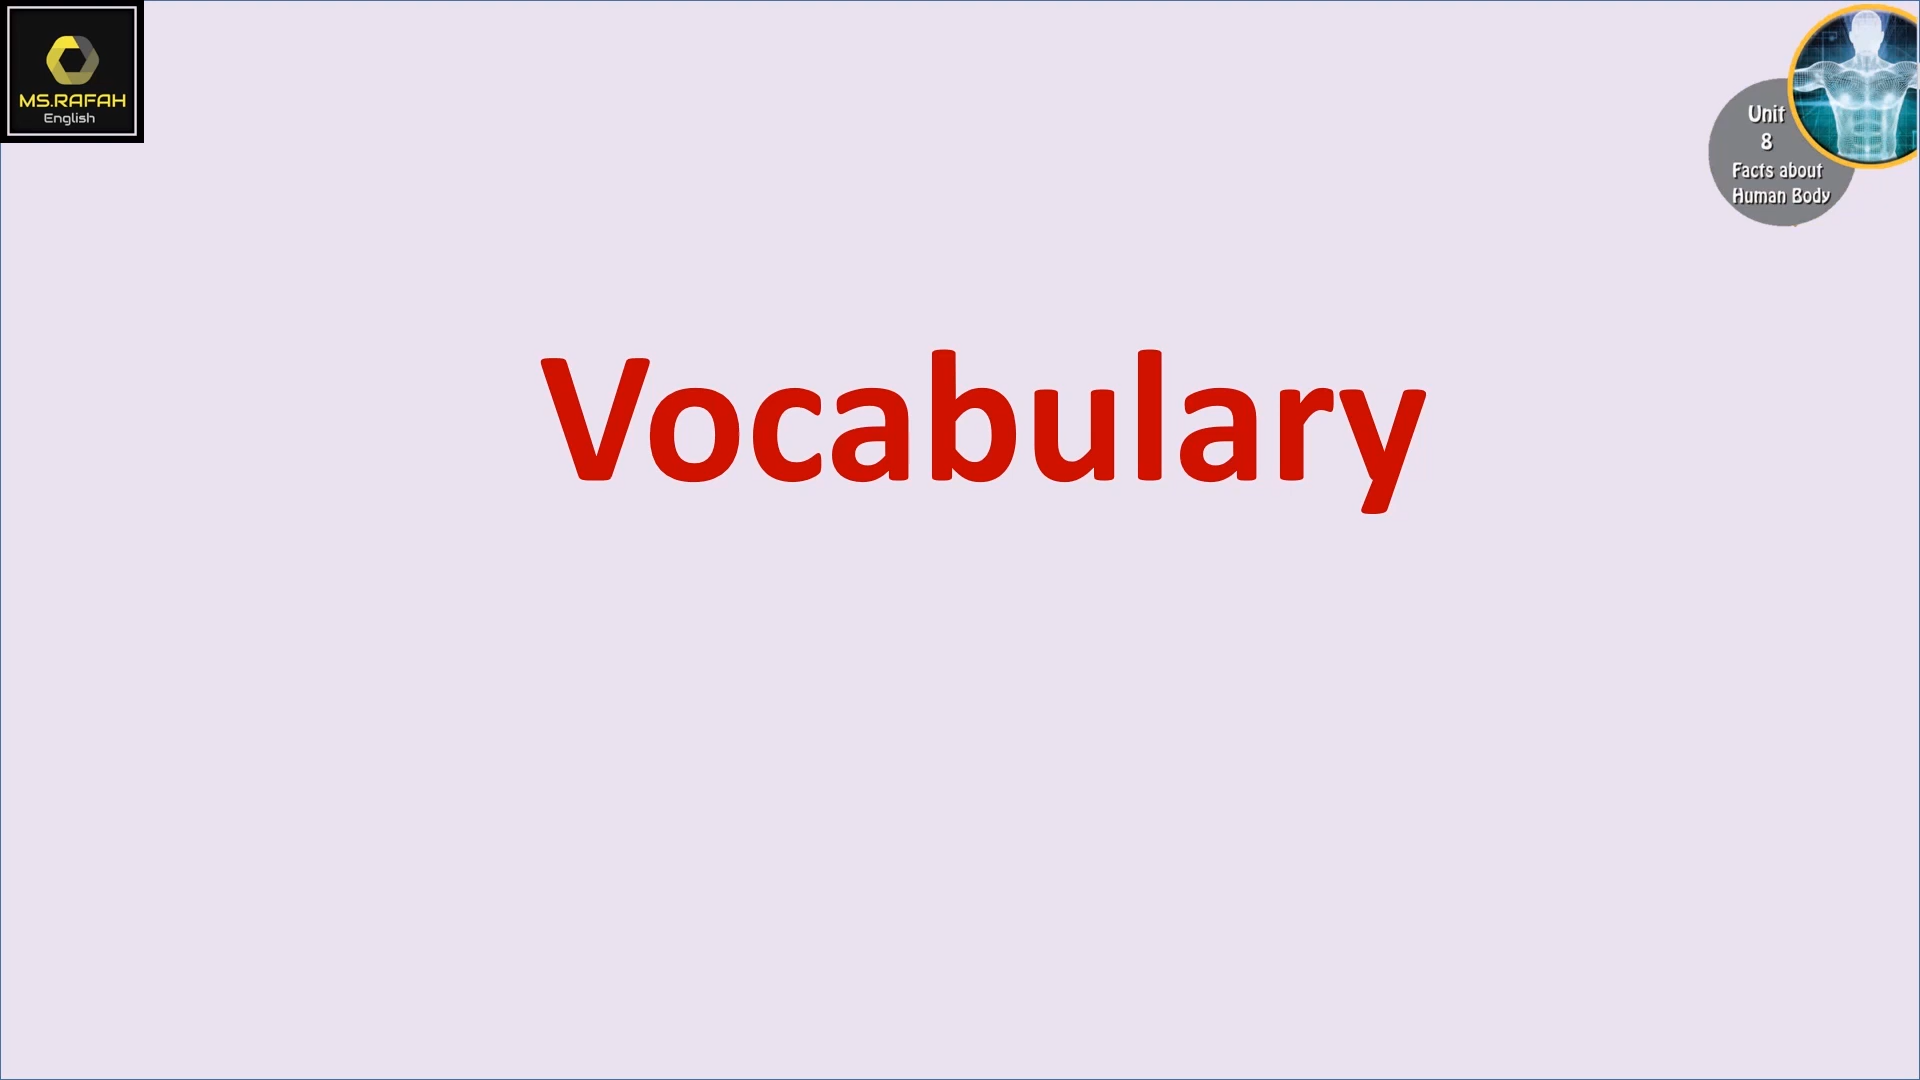 MS.RAFAH
English
Unit
8
Facts about
Human Body
Vocabulary